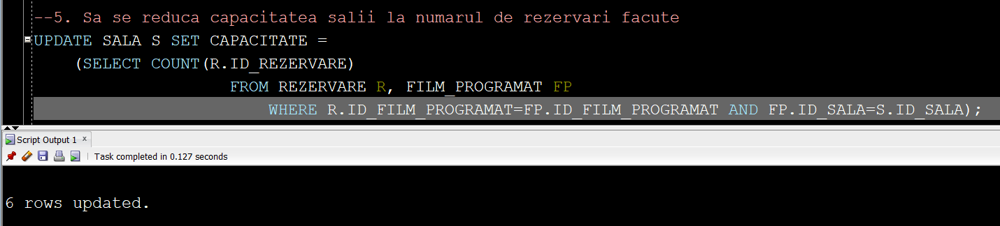 --5. Sa se reduca capacitatea salii la numarul de rezervari facute
UPDATE SALA S SET CAPACITATE =
(SELECT COUNT(R.ID_REZERVARE)
FROM REZERVARE R, FILM_PROGRAMAT FP
WHERE R.ID_FILM_PROGRAMAT=FP.ID_FILM_PROGRAMAT AND FP.ID_SALA=S.ID_SALA);
Script Output 1 x
Task completed in 0.127 seconds
6 rows updated.